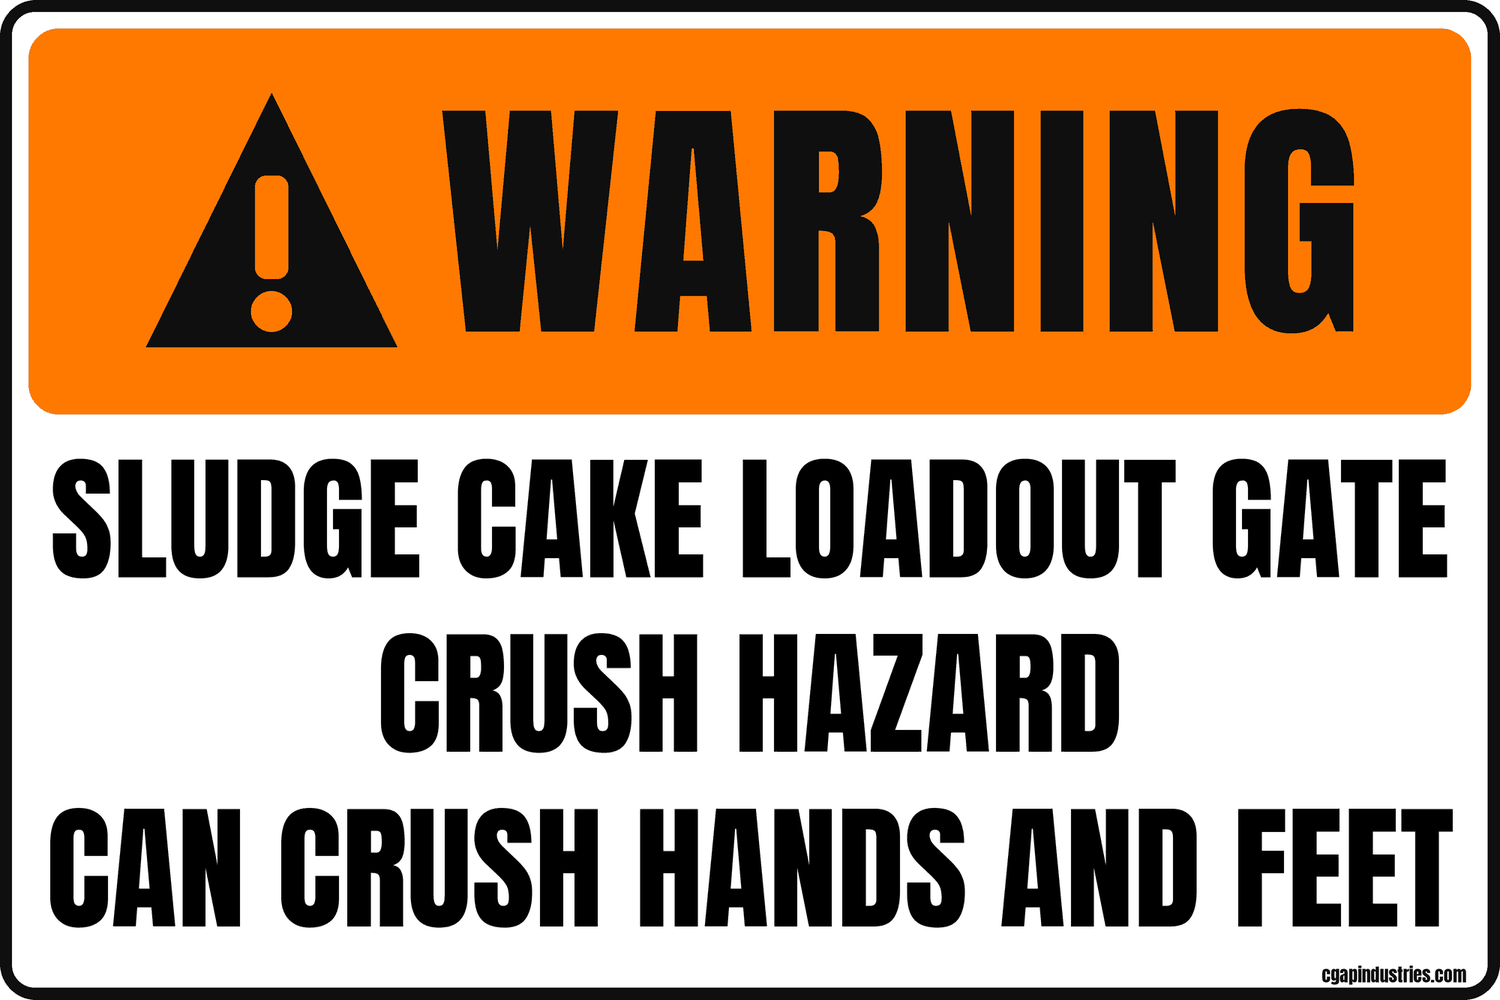 WARNING
SLUDGE CAKE LOADOUT GATE
CRUSH HAZARD
CAN CRUSH HANDS AND FEET
cgapindustries.com